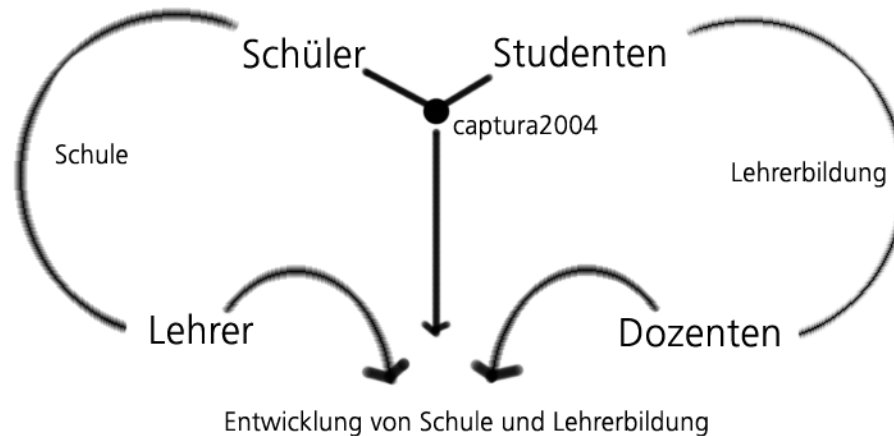 Schüler
Studenten
captura2004
Schule
Lehrerbildung
Lehrer
Dozenten
Entwicklung von Schule und Lehrerbildung